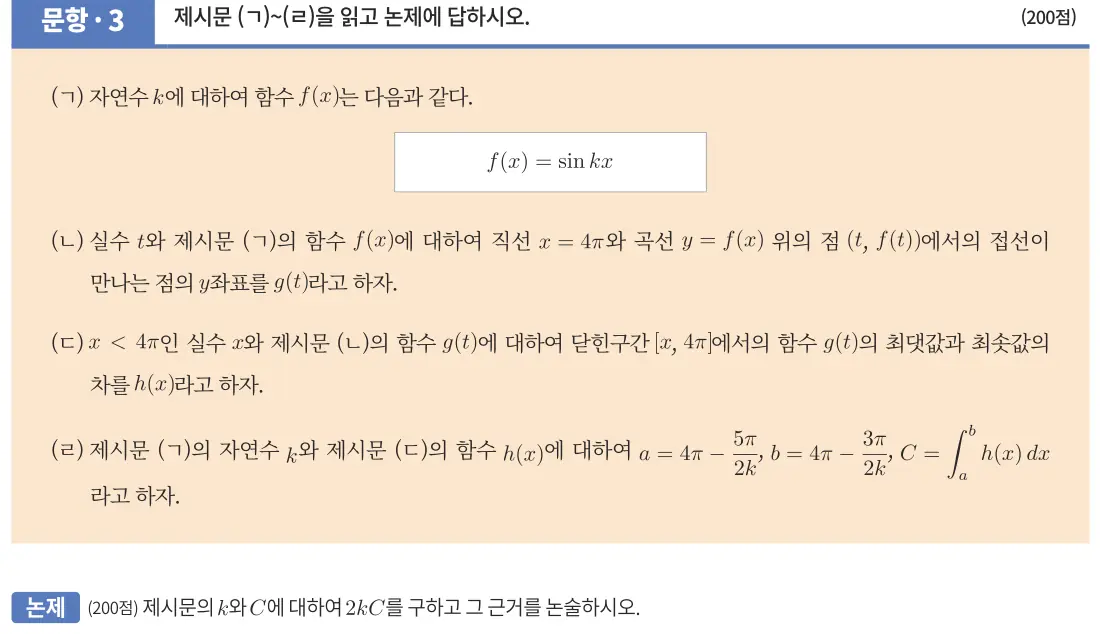 문항·3 제시문 (ㄱ)~(ㄹ)을 읽고 논제에 답하시오. (200점)
(ㄱ) 자연수 k에 대하여 함수 f(x)는 다음과 같다.
f(x) = sin kx
(ㄴ) 실수 t와 제시문 (ㄱ)의 함수 f(x)에 대하여 직선 x = 4π와 곡선 y = f(x) 위의 점 (t, f(t))에서의 접선이
만나는 점의 y좌표를 g(t)라고 하자.
(ㄷ) x < 4π인 실수 x와 제시문 (ㄴ)의 함수 g(t)에 대하여 닫힌구간 [x, 4π]에서의 함수 g(t)의 최댓값과 최솟값의
차를 h(x)라고 하자.
(ㄹ) 제시문 (ㄱ)의 자연수 k와 제시문 (ㄷ)의 함수 h(x)에 대하여 a = 4π − 5π/2k, b = 4π − 3π/2k, C = ∫_a^b h(x) dx
라고 하자.
논제 (200점) 제시문의 k와 C에 대하여 2kC를 구하고 그 근거를 논술하시오.